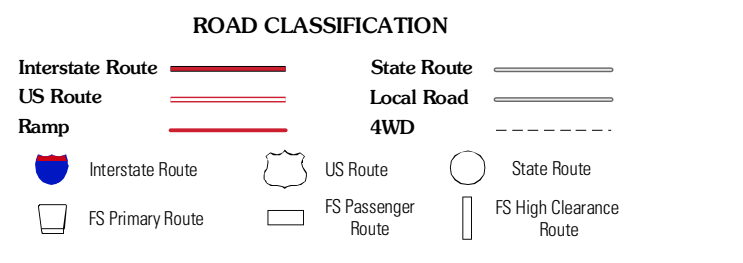 ROAD CLASSIFICATION
Interstate Route
State Route
US Route
Local Road
Ramp
4WD
Interstate Route
US Route
State Route
FS Primary Route
FS Passenger
Route
FS High Clearance
Route